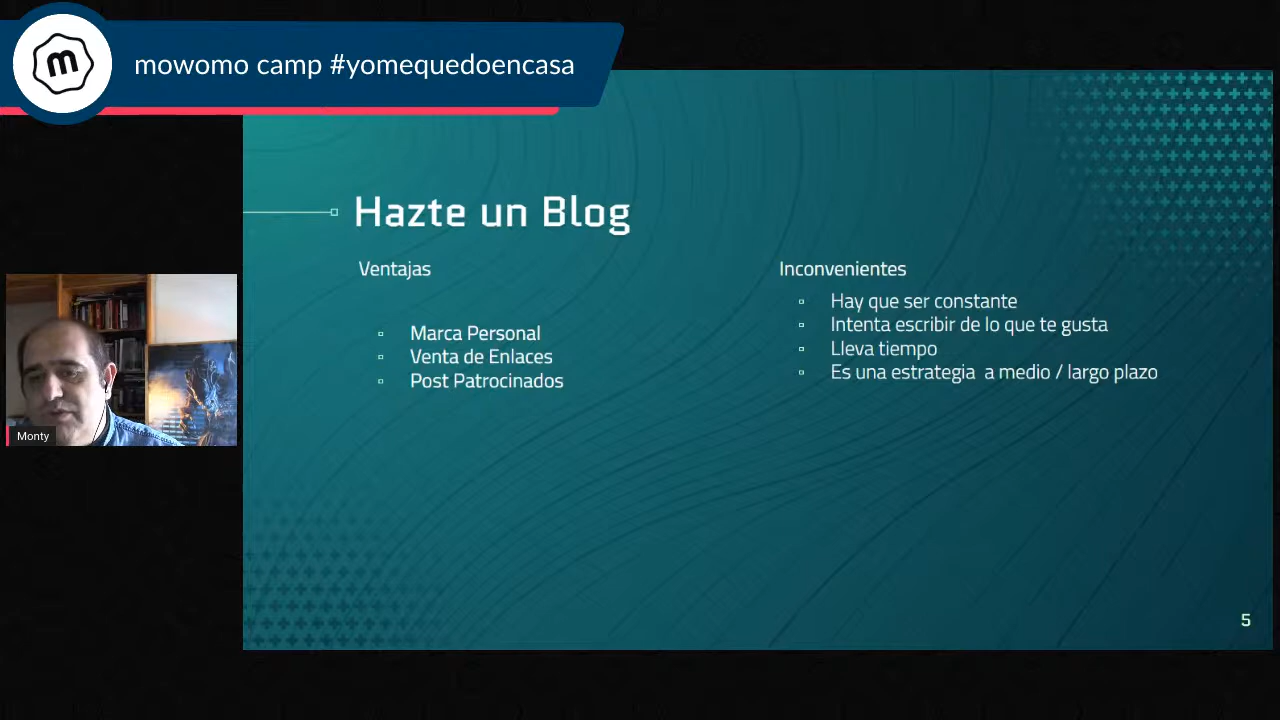 m
mowomo camp #yomequedoencasa
Hazte un Blog
Ventajas
Marca Personal
Venta de Enlaces
Post Patrocinados
Inconvenientes
Hay que ser constante
Intenta escribir de lo que te gusta
Lleva tiempo
Es una estrategia a medio / largo plazo
Monty
5